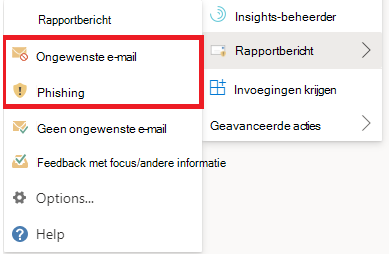 Rapportbericht
Ongewenste e-mail
Phishing
Geen ongewenste e-mail
Feedback met focus/andere informatie
Options...
Help
Insights-beheerder
Rapportbericht
Invoegingen krijgen
Geavanceerde acties